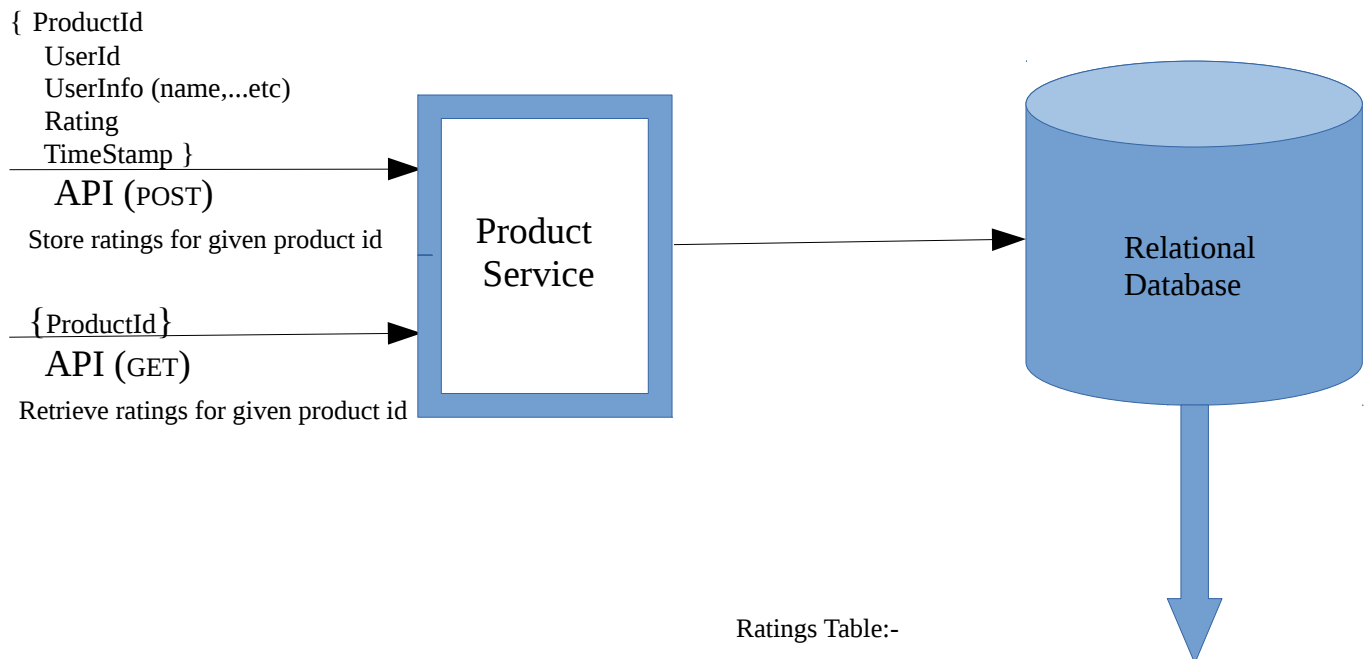 { ProductId
UserId
UserInfo (name,...etc)
Rating
TimeStamp }
API (POST)
Store ratings for given product id
{ProductId}
API (GET)
Retrieve ratings for given product id
Product
Service
Relational
Database
Ratings Table:-